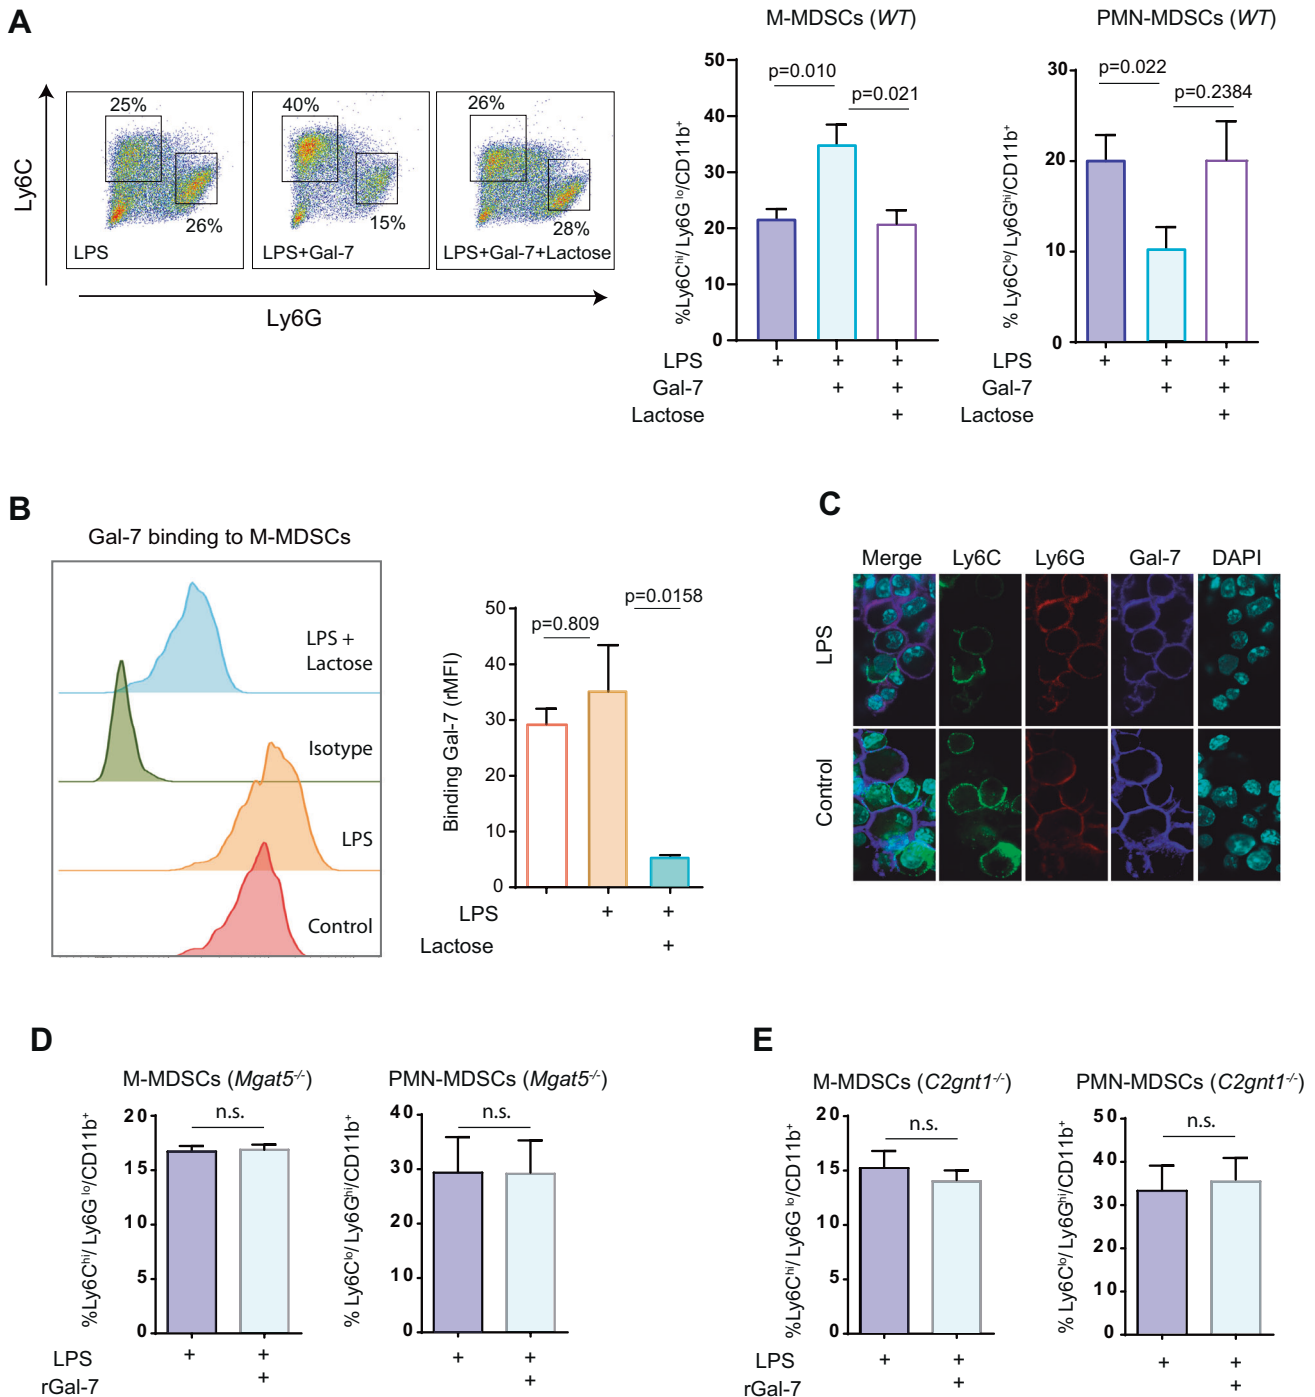 A
Ly6C
25%
26%
LPS
40%
15%
LPS+Gal-7
26%
28%
LPS+Gal-7+Lactose
Ly6G
M-MDSCs (WT)
%Ly6Chi/ Ly6G lo/CD11b+
50
40
30
20
10
0
p=0.010
p=0.021
LPS + + +
Gal-7 + +
Lactose +
PMN-MDSCs (WT)
% Ly6Clo/ Ly6Ghi/CD11b+
30
20
10
0
p=0.022
p=0.2384
LPS + + +
Gal-7 + +
Lactose +
B
Gal-7 binding to M-MDSCs
LPS +
Lactose
Isotype
LPS
Control
Binding Gal-7 (rMFI)
50
40
30
20
10
0
p=0.809
p=0.0158
LPS + +
Lactose +
C
Merge Ly6C Ly6G Gal-7 DAPI
LPS
Control
D
M-MDSCs (Mgat5-/-)
%Ly6Chi/ Ly6G lo/CD11b+
20
15
10
5
0
n.s.
LPS + +
rGal-7 +
PMN-MDSCs (Mgat5-/-)
% Ly6Clo/ Ly6Ghi/CD11b+
40
30
20
10
0
n.s.
+ +
+
E
M-MDSCs (C2gnt1-/-)
%Ly6Chi/ Ly6G lo/CD11b+
20
15
10
5
0
n.s.
LPS + +
rGal-7 +
PMN-MDSCs (C2gnt1-/-)
% Ly6Clo/ Ly6Ghi/CD11b+
50
40
30
20
10
0
n.s.
+ +
+